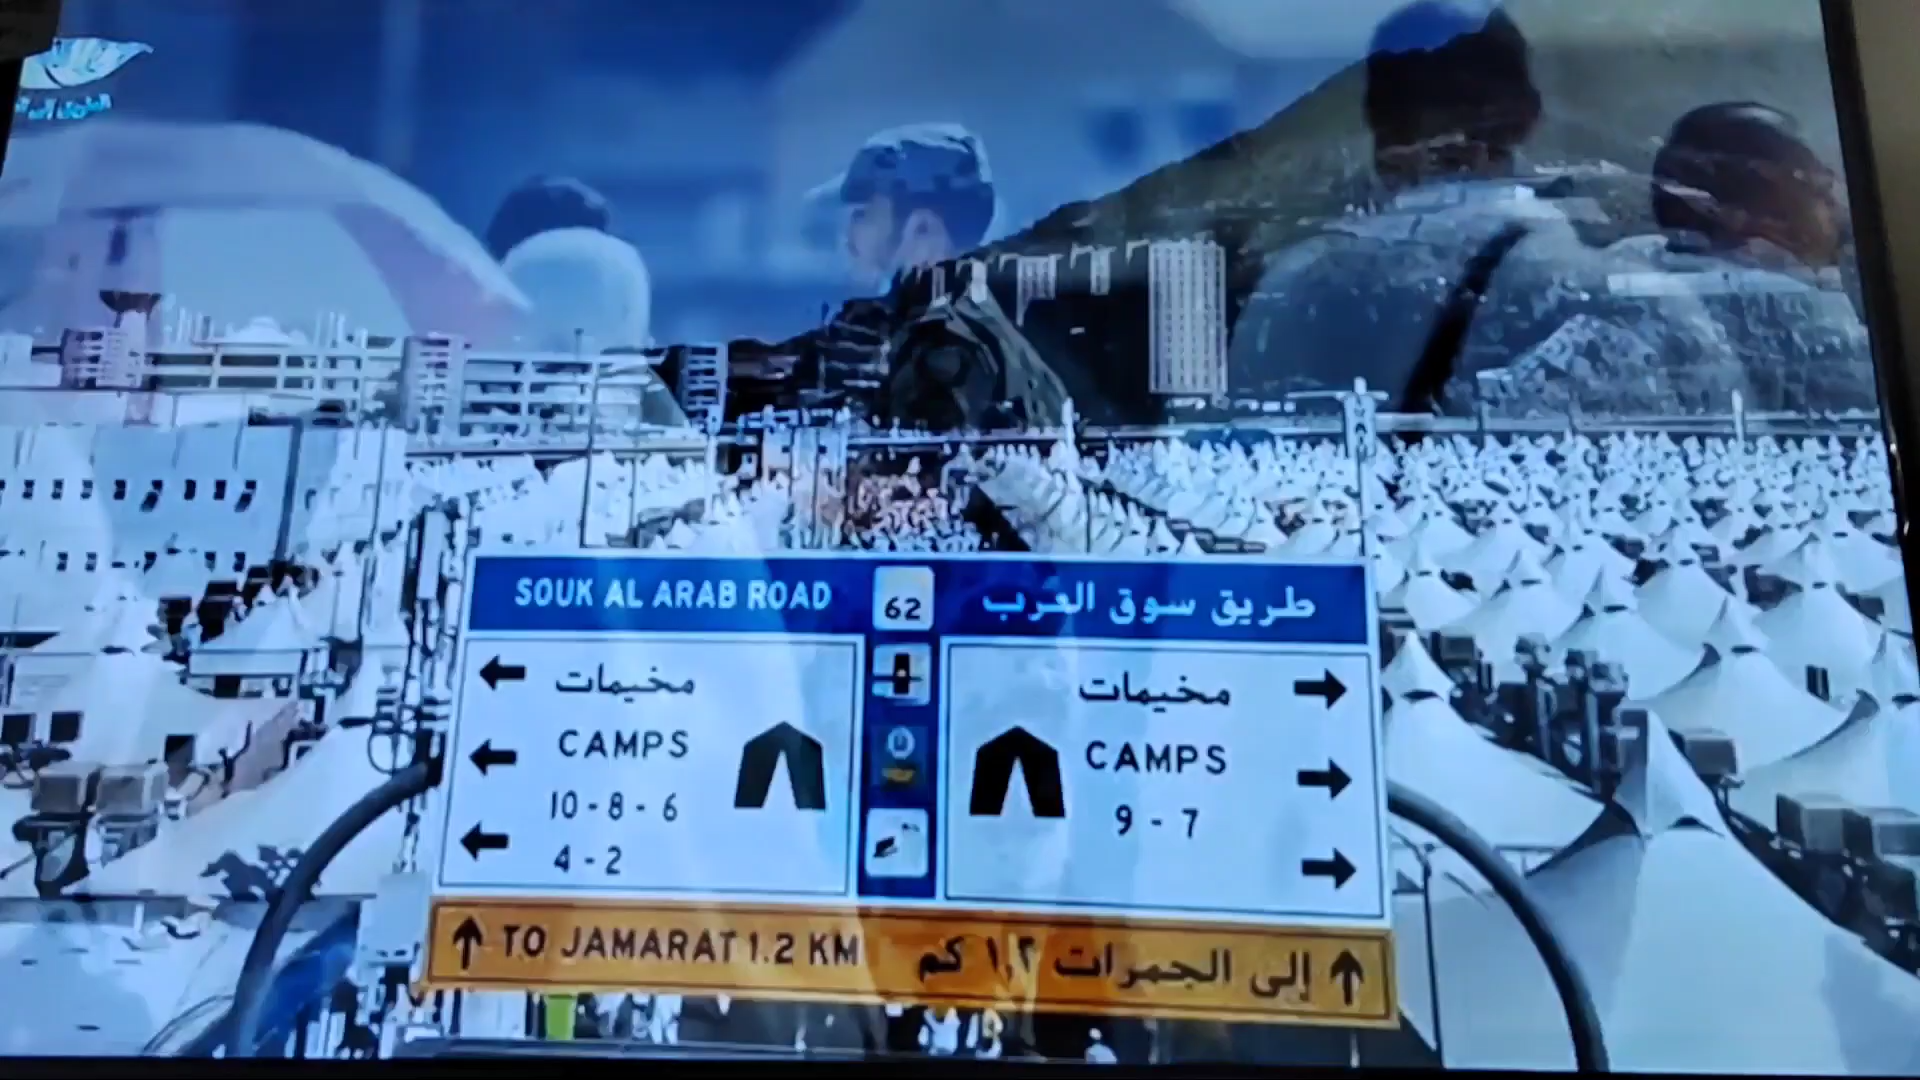 SOUK AL ARAB ROAD
62
طريق سوق العرب
مخيمات
CAMPS
10 - 8 - 6
4 - 2
مخيمات
CAMPS
9 - 7
TO JAMARAT 1.2 KM
إلى الجمرات ١,٢ كم